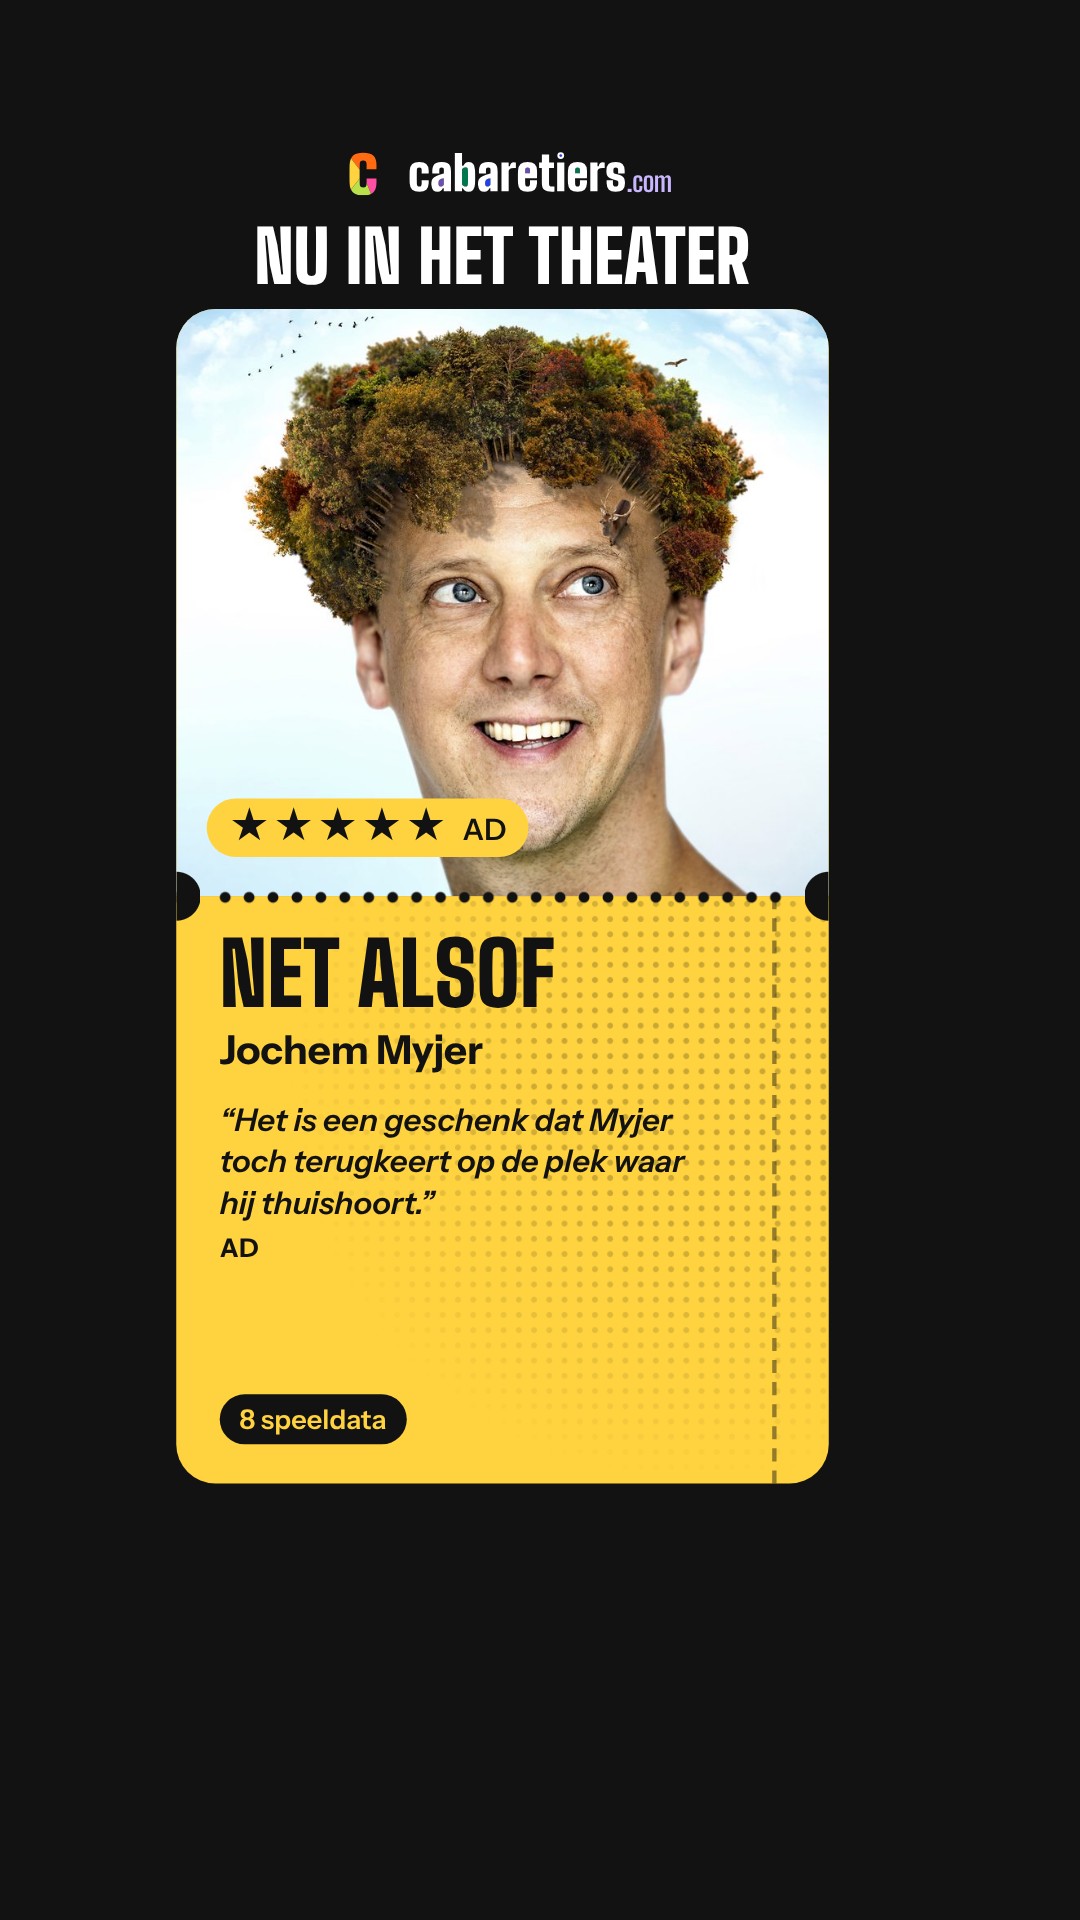 cabaretiers.com
NU IN HET THEATER
★★★★★ AD
NET ALSOF
Jochem Myjer
“Het is een geschenk dat Myjer
toch terugkeert op de plek waar
hij thuishoort.”
AD
8 speeldata